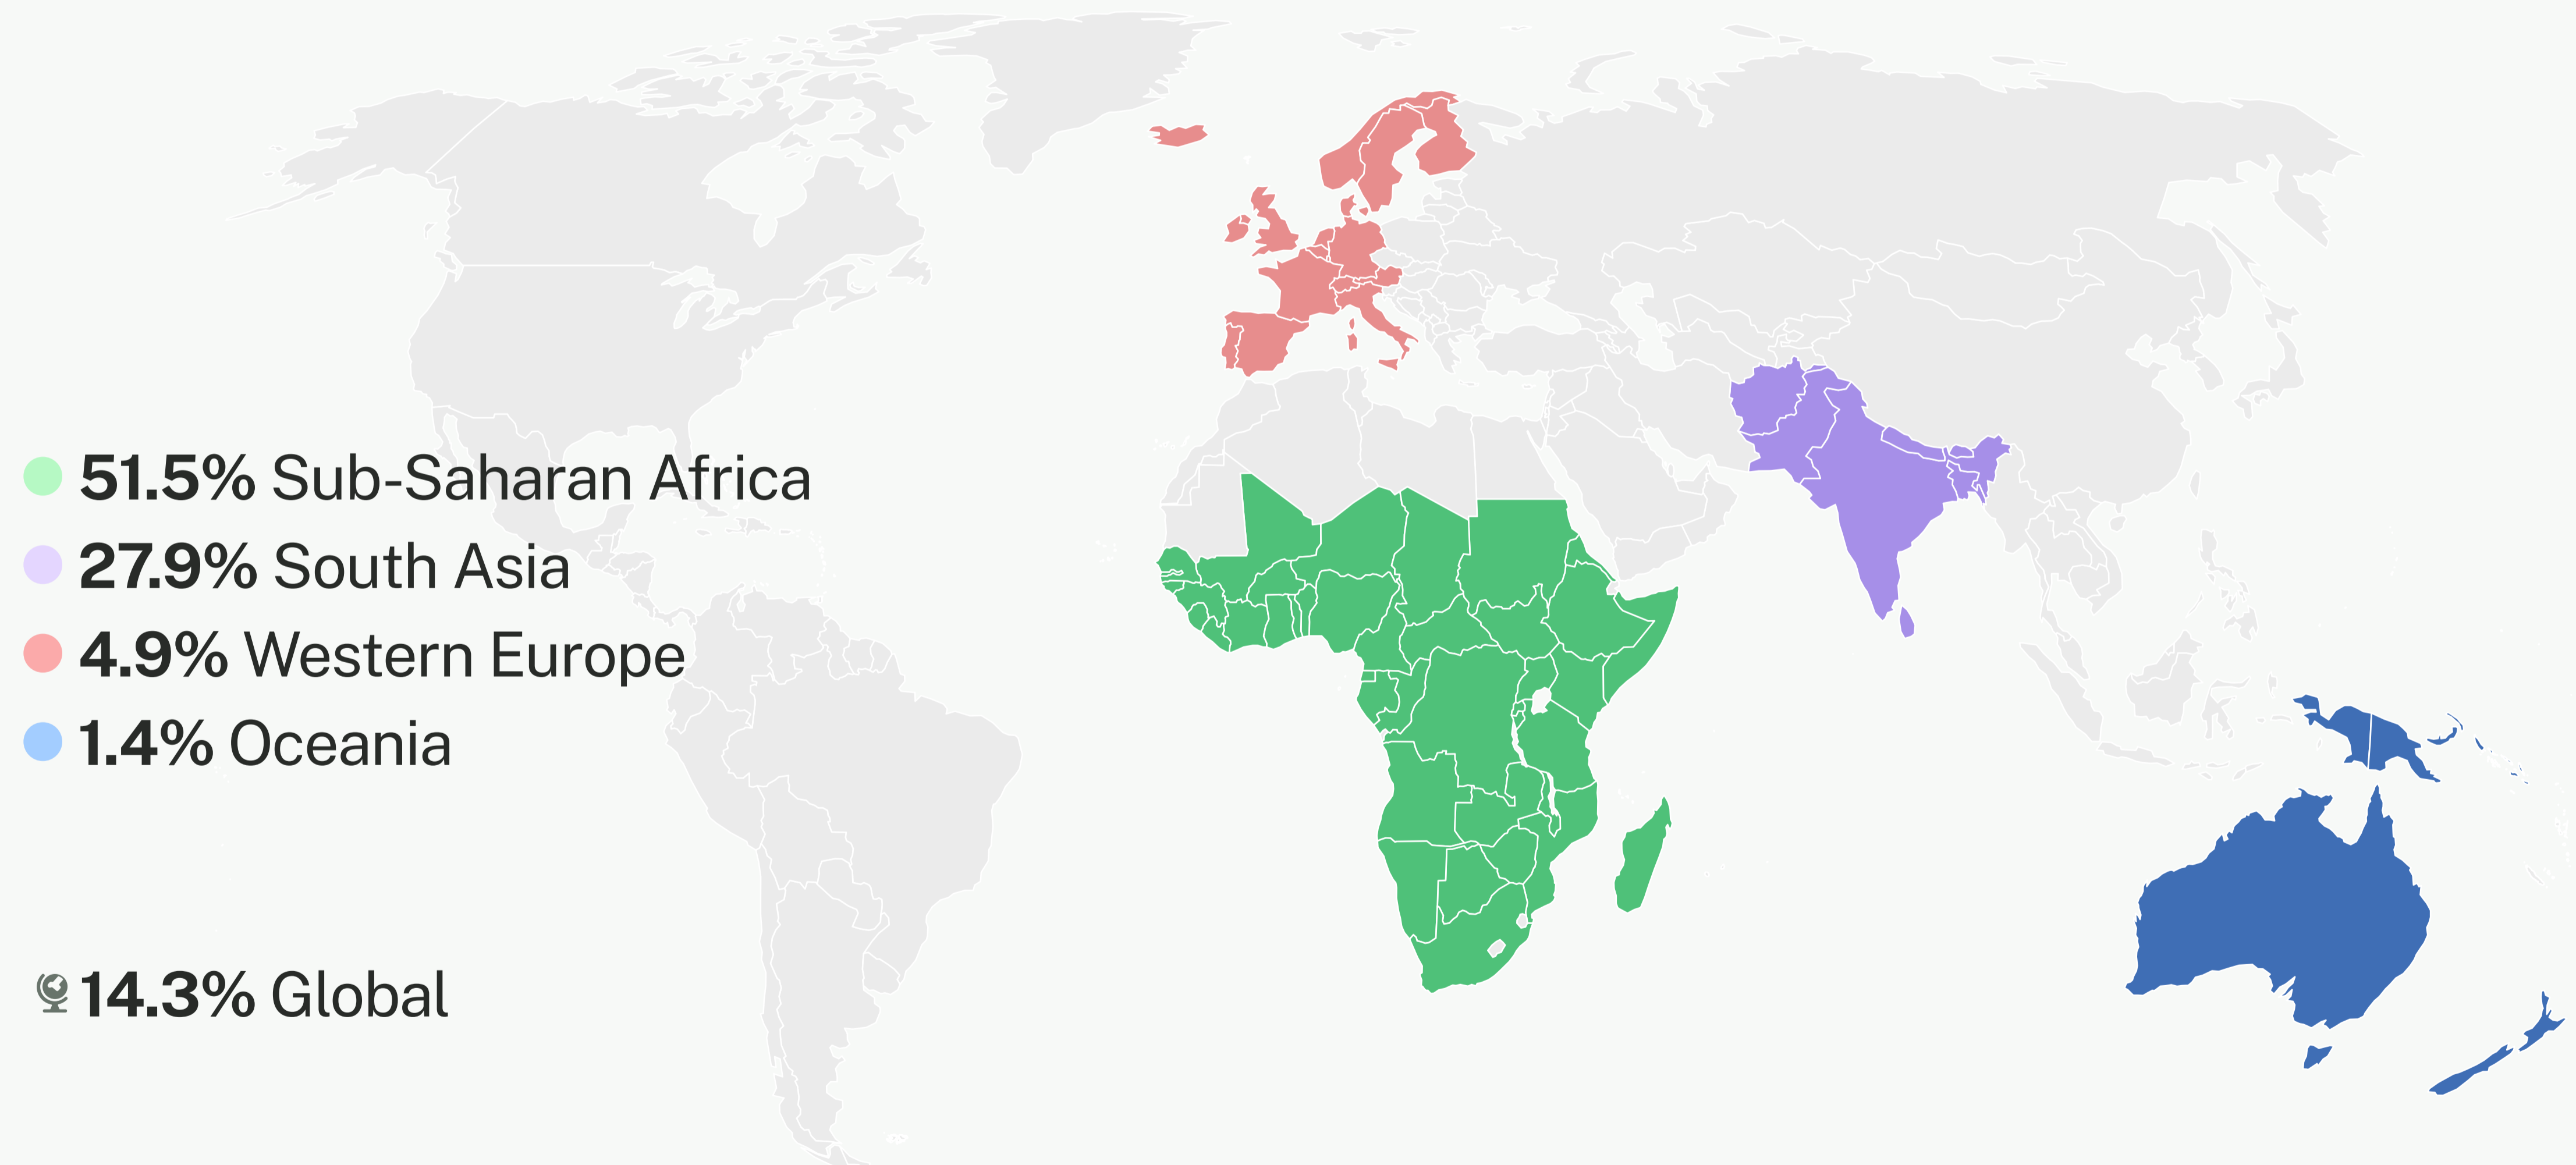 51.5% Sub-Saharan Africa
27.9% South Asia
4.9% Western Europe
1.4% Oceania
14.3% Global